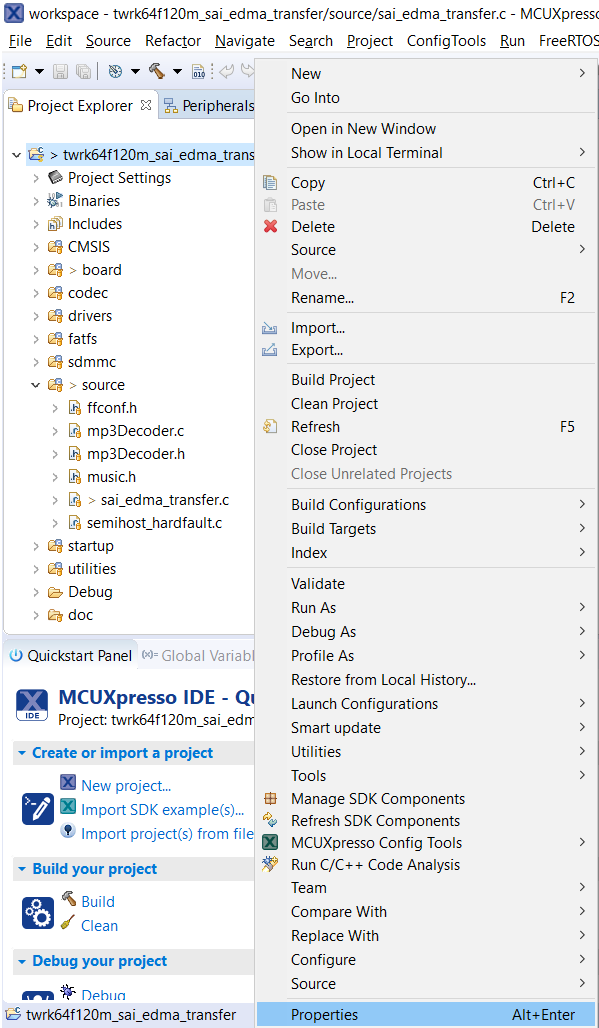 workspace - twrk64f120m_sai_edma_transfer/source/sai_edma_transfer.c - MCUXpresso
File Edit Source Refactor Navigate Search Project ConfigTools Run FreeRTOS
Project Explorer Peripherals
> twrk64f120m_sai_edma_trans
Project Settings
Binaries
Includes
CMSIS
> board
codec
drivers
fatfs
sdmmc
> source
ffconf.h
mp3Decoder.c
mp3Decoder.h
music.h
> sai_edma_transfer.c
semihost_hardfault.c
startup
utilities
Debug
doc
Quickstart Panel (x)= Global Variabl
IDE
MCUXpresso IDE - Qu
Project: twrk64f120m_sai_edm
Create or import a project
New project...
Import SDK example(s)...
Import project(s) from file
Build your project
Build
Clean
Debug your project
Debug
twrk64f120m_sai_edma_transfer
New
Go Into
Open in New Window
Show in Local Terminal
Copy Ctrl+C
Paste Ctrl+V
Delete Delete
Source
Move...
Rename... F2
Import...
Export...
Build Project
Clean Project
Refresh F5
Close Project
Close Unrelated Projects
Build Configurations
Build Targets
Index
Validate
Run As
Debug As
Profile As
Restore from Local History...
Launch Configurations
Smart update
Utilities
Tools
Manage SDK Components
Refresh SDK Components
MCUXpresso Config Tools
Run C/C++ Code Analysis
Team
Compare With
Replace With
Configure
Source
Properties Alt+Enter